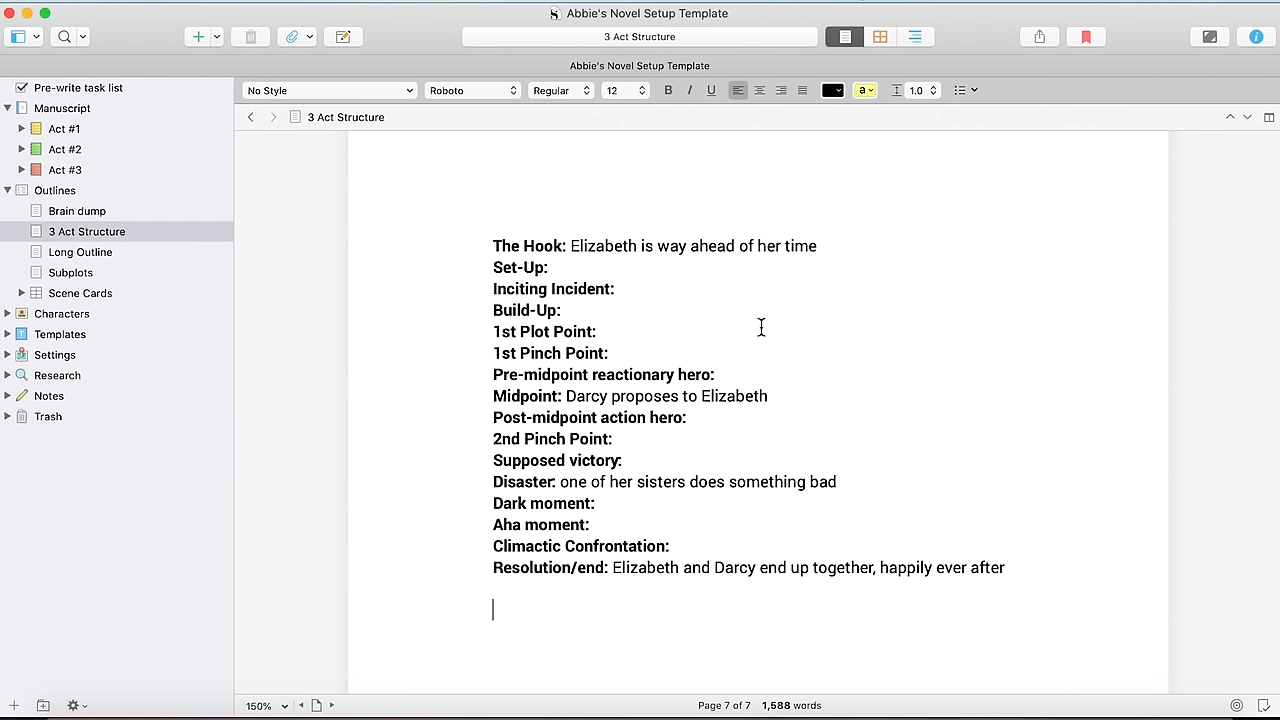 Abbie's Novel Setup Template
3 Act Structure
Abbie's Novel Setup Template
No Style
Roboto
Regular
12
B I U
a
1.0
3 Act Structure
Pre-write task list
Manuscript
Act #1
Act #2
Act #3
Outlines
Brain dump
3 Act Structure
Long Outline
Subplots
Scene Cards
Characters
Templates
Settings
Research
Notes
Trash
The Hook: Elizabeth is way ahead of her time
Set-Up:
Inciting Incident:
Build-Up:
1st Plot Point:
1st Pinch Point:
Pre-midpoint reactionary hero:
Midpoint: Darcy proposes to Elizabeth
Post-midpoint action hero:
2nd Pinch Point:
Supposed victory:
Disaster: one of her sisters does something bad
Dark moment:
Aha moment:
Climactic Confrontation:
Resolution/end: Elizabeth and Darcy end up together, happily ever after
150%
Page 7 of 7 1,588 words